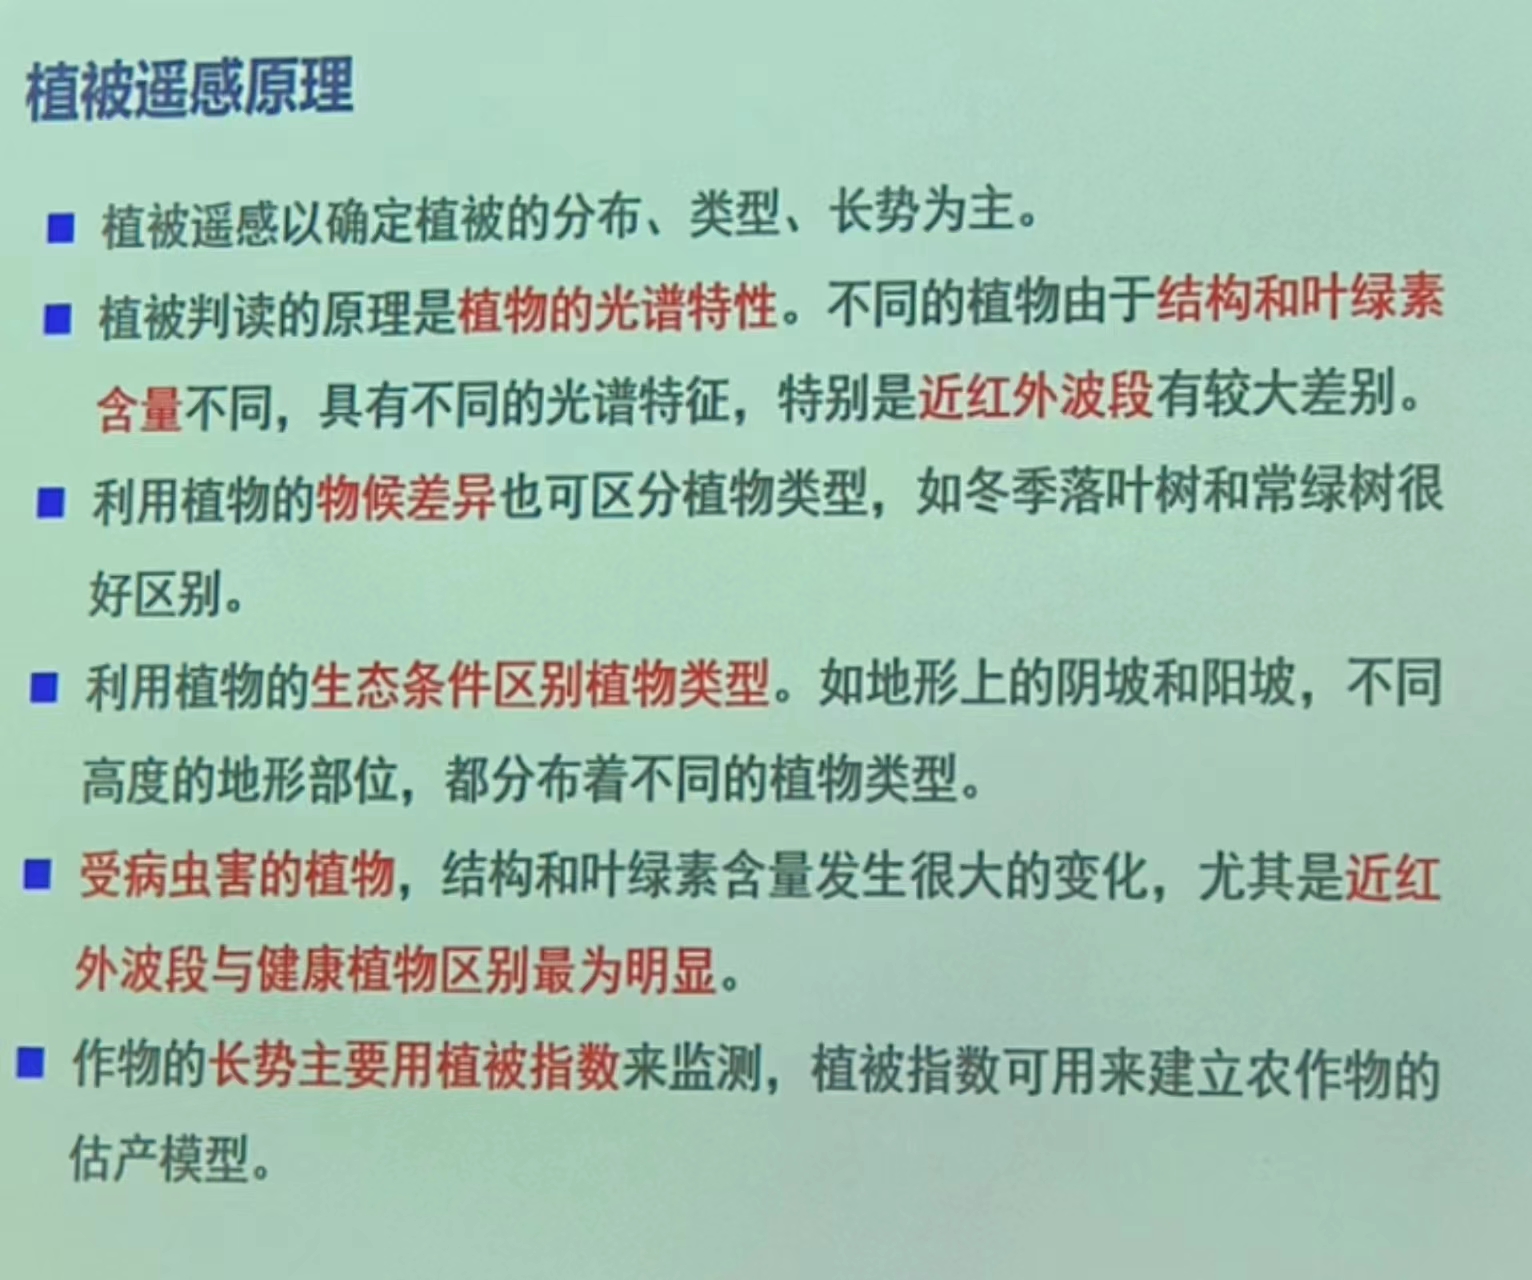 植被遥感原理
植被遥感以确定植被的分布、类型、长势为主。
植被判读的原理是植物的光谱特性。不同的植物由于结构和叶绿素
含量不同，具有不同的光谱特征，特别是近红外波段有较大差别。
利用植物的物候差异也可区分植物类型，如冬季落叶树和常绿树很
好区别。
利用植物的生态条件区别植物类型。如地形上的阴坡和阳坡，不同
高度的地形部位，都分布着不同的植物类型。
受病虫害的植物，结构和叶绿素含量发生很大的变化，尤其是近红
外波段与健康植物区别最为明显。
作物的长势主要用植被指数来监测，植被指数可用来建立农作物的
估产模型。